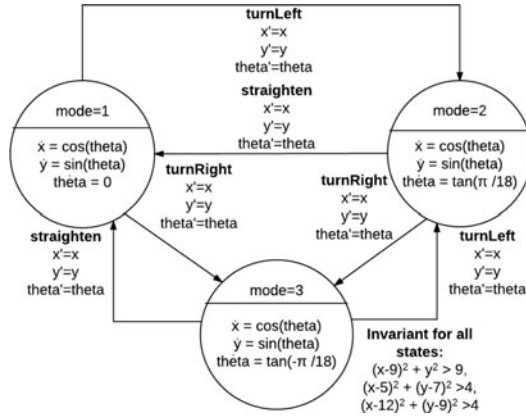 turnLeft
x'=x
y'=y
theta'=theta
straighten
x'=x
y'=y
theta'=theta
mode=1
ẋ = cos(theta)
ẏ = sin(theta)
thėta = 0
mode=2
ẋ = cos(theta)
ẏ = sin(theta)
thėta = tan(π /18)
turnRight
x'=x
y'=y
theta'=theta
turnRight
x'=x
y'=y
theta'=theta
straighten
x'=x
y'=y
theta'=theta
turnLeft
x'=x
y'=y
theta'=theta
mode=3
ẋ = cos(theta)
ẏ = sin(theta)
thėta = tan(-π /18)
Invariant for all
states:
(x-9)² + y² > 9,
(x-5)² + (y-7)² >4,
(x-12)² + (y-9)² >4